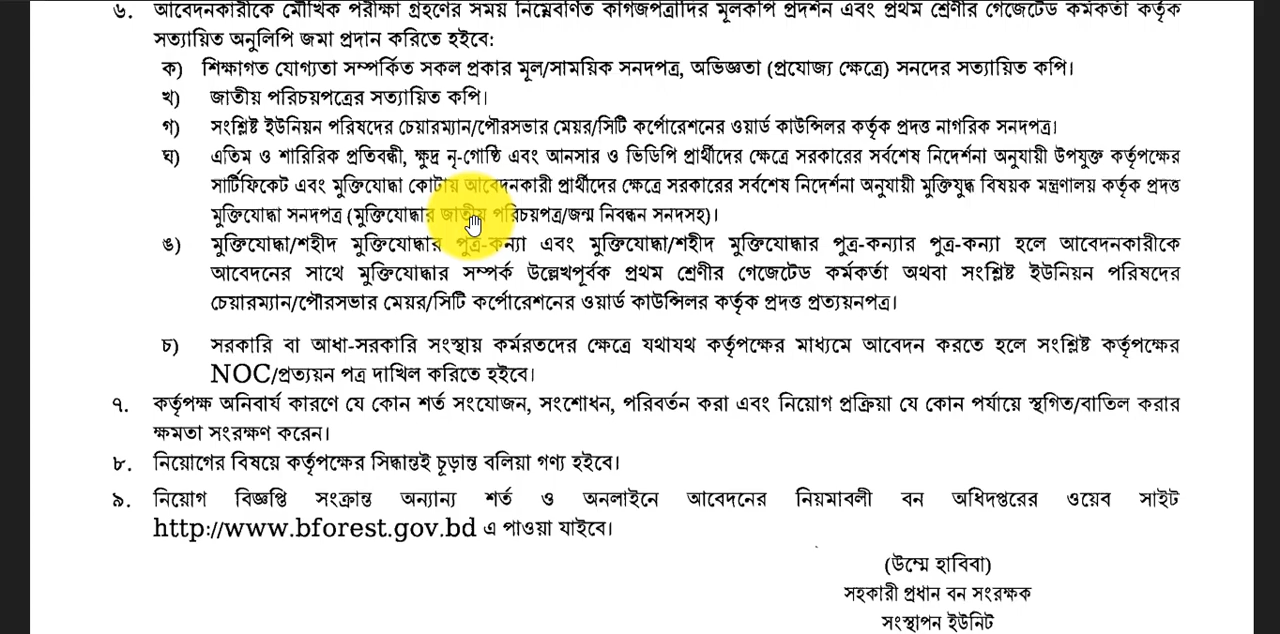 ৬. আবেদনকারীকে মৌখিক পরীক্ষা গ্রহণের সময় নিম্নেবর্ণিত কাগজপত্রাদির মূলকপি প্রদর্শন এবং প্রথম শ্রেণীর গেজেটেড কর্মকর্তা কর্তৃক
সত্যায়িত অনুলিপি জমা প্রদান করিতে হইবে:
ক) শিক্ষাগত যোগ্যতা সম্পর্কিত সকল প্রকার মূল/সাময়িক সনদপত্র, অভিজ্ঞতা (প্রযোজ্য ক্ষেত্রে) সনদের সত্যায়িত কপি।
খ) জাতীয় পরিচয়পত্রের সত্যায়িত কপি।
গ) সংশ্লিষ্ট ইউনিয়ন পরিষদের চেয়ারম্যান/পৌরসভার মেয়র/সিটি কর্পোরেশনের ওয়ার্ড কাউন্সিলর কর্তৃক প্রদত্ত নাগরিক সনদপত্র।
ঘ) এতিম ও শারিরিক প্রতিবন্ধী, ক্ষুদ্র নৃ-গোষ্ঠি এবং আনসার ও ভিডিপি প্রার্থীদের ক্ষেত্রে সরকারের সর্বশেষ নিদের্শনা অনুযায়ী উপযুক্ত কর্তৃপক্ষের
সার্টিফিকেট এবং মুক্তিযোদ্ধা কোটায় আবেদনকারী প্রার্থীদের ক্ষেত্রে সরকারের সর্বশেষ নিদের্শনা অনুযায়ী মুক্তিযুদ্ধ বিষয়ক মন্ত্রণালয় কর্তৃক প্রদত্ত
মুক্তিযোদ্ধা সনদপত্র (মুক্তিযোদ্ধার জাতীয় পরিচয়পত্র/জন্ম নিবন্ধন সনদসহ)।
ঙ) মুক্তিযোদ্ধা/শহীদ মুক্তিযোদ্ধার পুত্র-কন্যা এবং মুক্তিযোদ্ধা/শহীদ মুক্তিযোদ্ধার পুত্র-কন্যার পুত্র-কন্যা হলে আবেদনকারীকে
আবেদনের সাথে মুক্তিযোদ্ধার সম্পর্ক উল্লেখপূর্বক প্রথম শ্রেণীর গেজেটেড কর্মকর্তা অথবা সংশ্লিষ্ট ইউনিয়ন পরিষদের
চেয়ারম্যান/পৌরসভার মেয়র/সিটি কর্পোরেশনের ওয়ার্ড কাউন্সিলর কর্তৃক প্রদত্ত প্রত্যয়নপত্র।
চ) সরকারি বা আধা-সরকারি সংস্থায় কর্মরতদের ক্ষেত্রে যথাযথ কর্তৃপক্ষের মাধ্যমে আবেদন করতে হলে সংশ্লিষ্ট কর্তৃপক্ষের
NOC/প্রত্যয়ন পত্র দাখিল করিতে হইবে।
৭. কর্তৃপক্ষ অনিবার্য কারণে যে কোন শর্ত সংযোজন, সংশোধন, পরিবর্তন করা এবং নিয়োগ প্রক্রিয়া যে কোন পর্যায়ে স্থগিত/বাতিল করার
ক্ষমতা সংরক্ষণ করেন।
৮. নিয়োগের বিষয়ে কর্তৃপক্ষের সিদ্ধান্তই চূড়ান্ত বলিয়া গণ্য হইবে।
৯. নিয়োগ বিজ্ঞপ্তি সংক্রান্ত অন্যান্য শর্ত ও অনলাইনে আবেদনের নিয়মাবলী বন অধিদপ্তরের ওয়েব সাইট
http://www.bforest.gov.bd এ পাওয়া যাইবে।
(উম্মে হাবিবা)
সহকারী প্রধান বন সংরক্ষক
সংস্থাপন ইউনিট